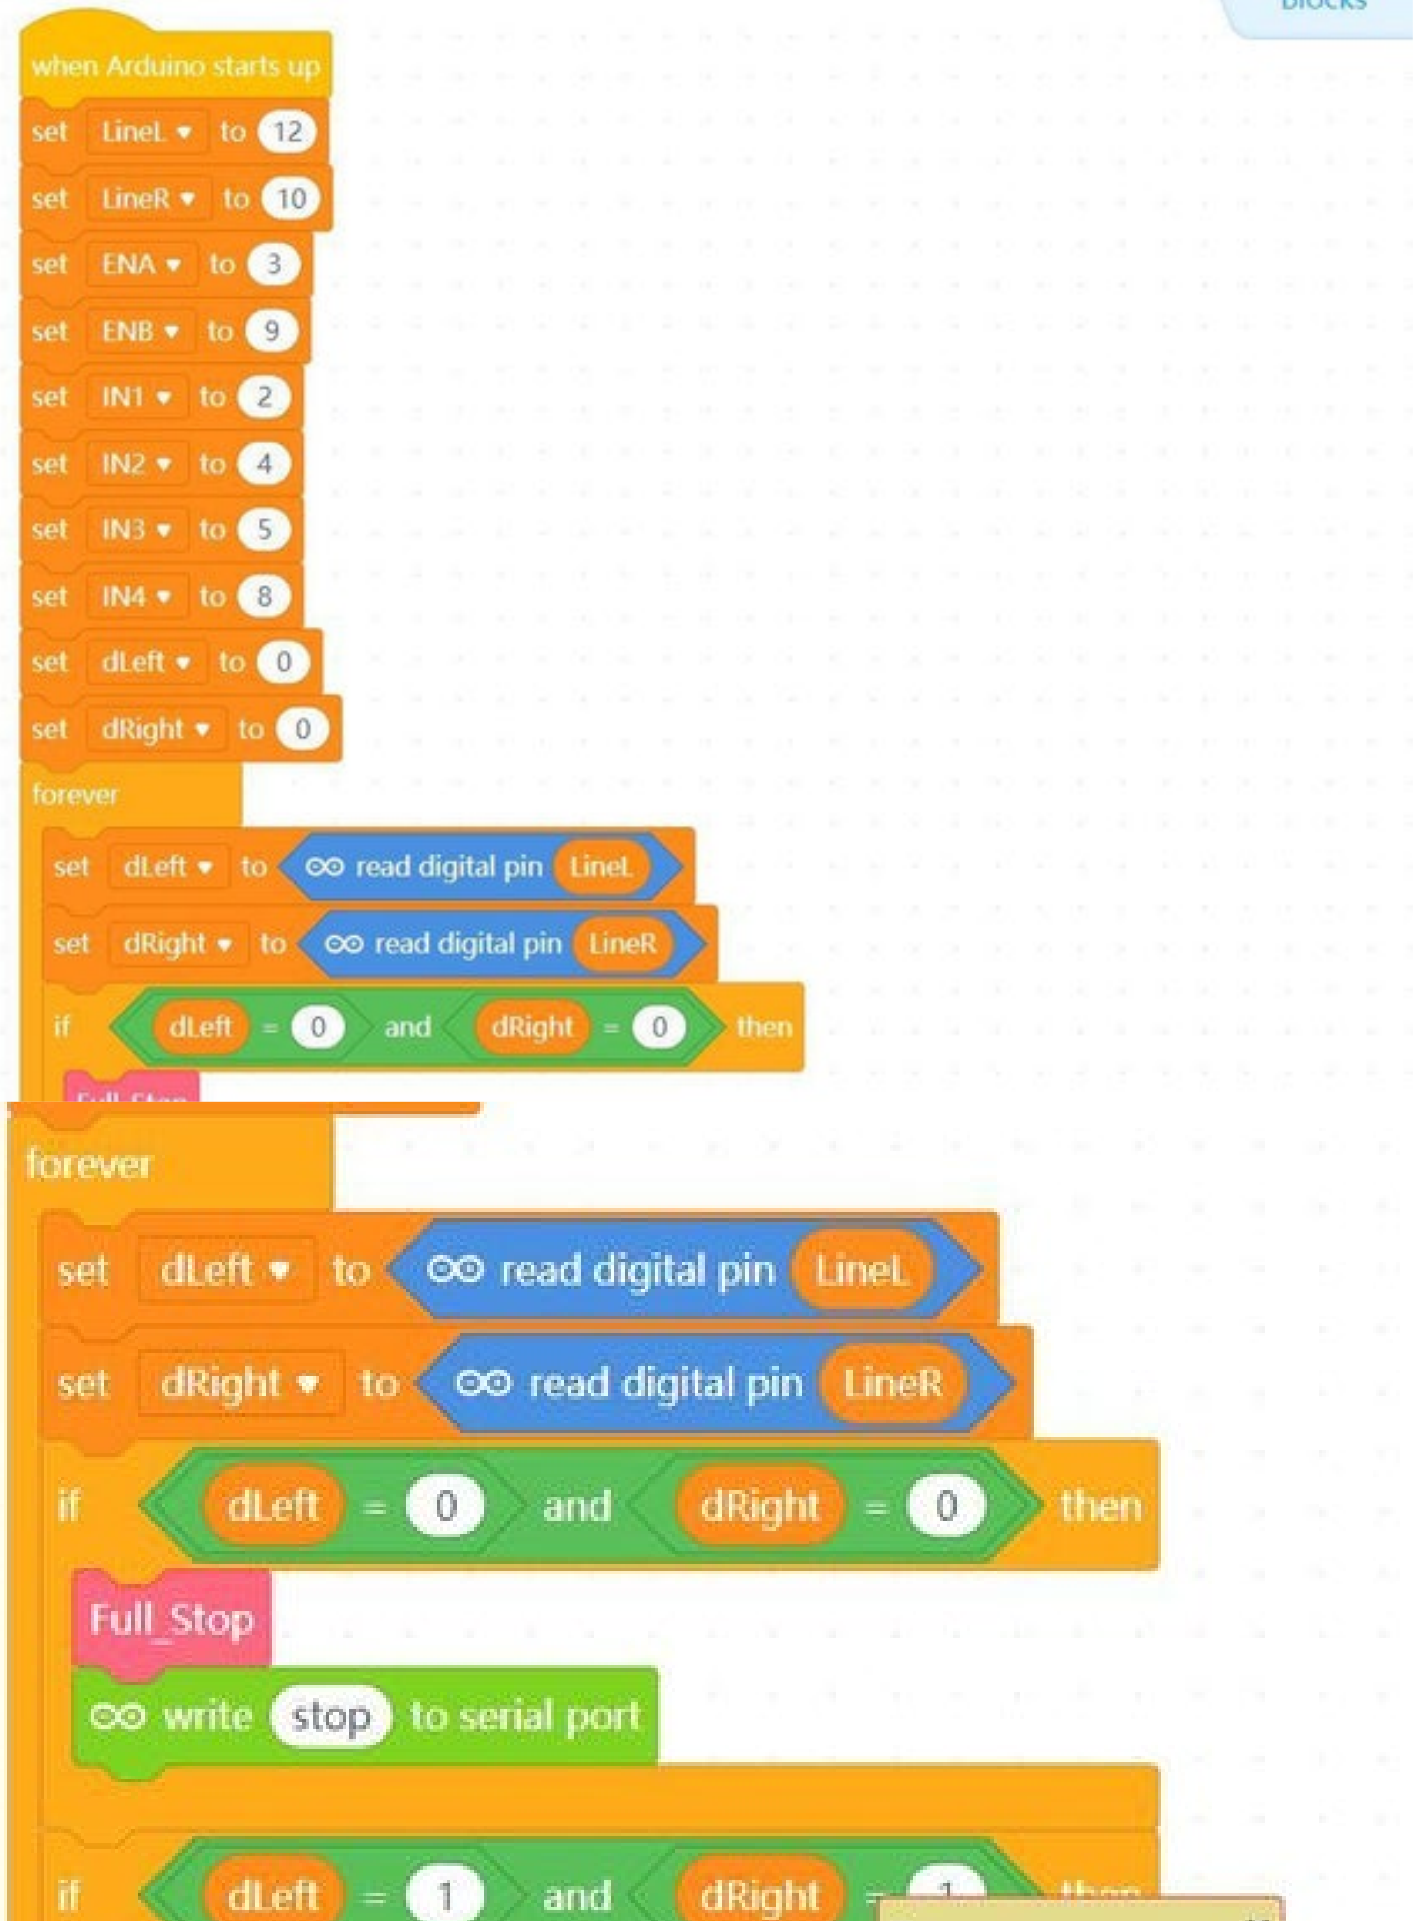 blocks
when Arduino starts up
set LineL to 12
set LineR to 10
set ENA to 3
set ENB to 9
set IN1 to 2
set IN2 to 4
set IN3 to 5
set IN4 to 8
set dLeft to 0
set dRight to 0
forever
set dLeft to read digital pin LineL
set dRight to read digital pin LineR
if dLeft = 0 and dRight = 0 then
Full_Stop
forever
set dLeft to read digital pin LineL
set dRight to read digital pin LineR
if dLeft = 0 and dRight = 0 then
Full_Stop
write stop to serial port
if dLeft = 1 and dRight = 1 then